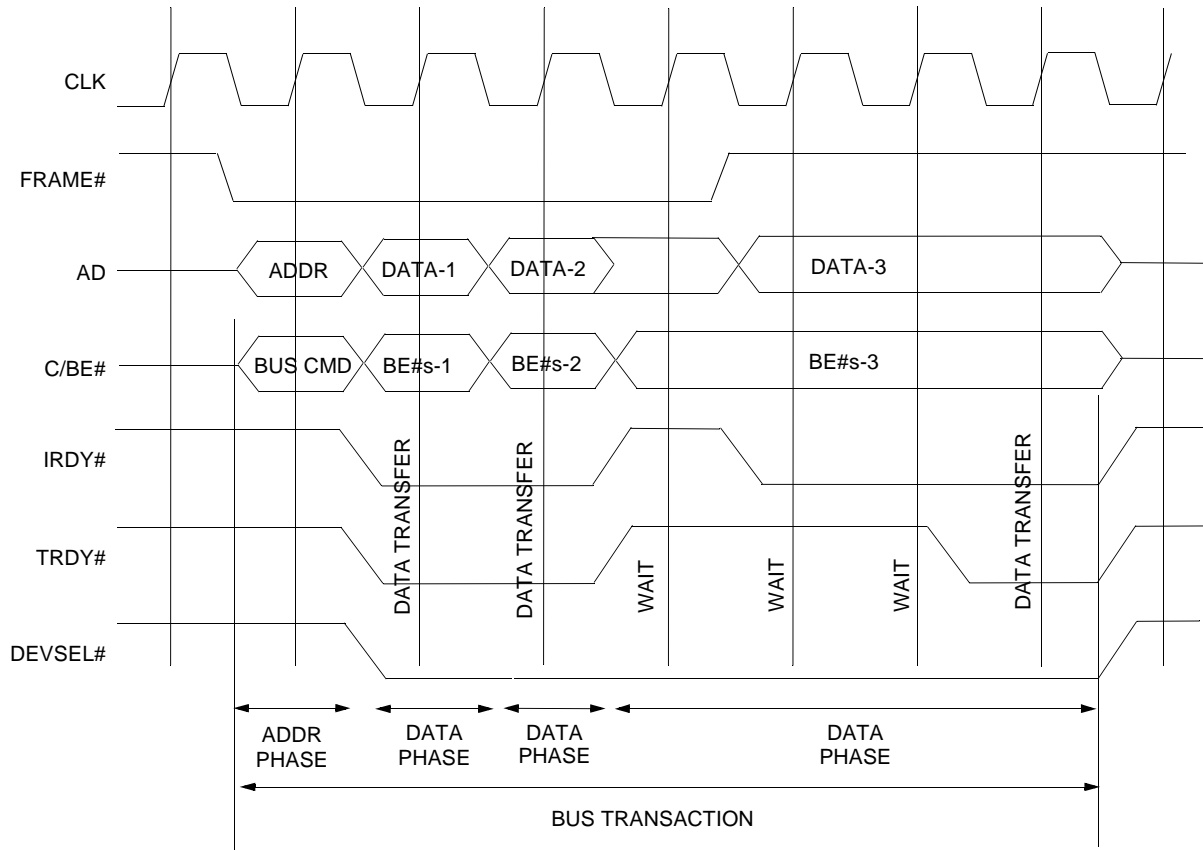 CLK
FRAME#
AD
ADDR
DATA-1
DATA-2
DATA-3
C/BE#
BUS CMD
BE#s-1
BE#s-2
BE#s-3
IRDY#
TRDY#
DATA TRANSFER
DATA TRANSFER
WAIT
WAIT
WAIT
DATA TRANSFER
DEVSEL#
ADDR
PHASE
DATA
PHASE
DATA
PHASE
DATA
PHASE
BUS TRANSACTION